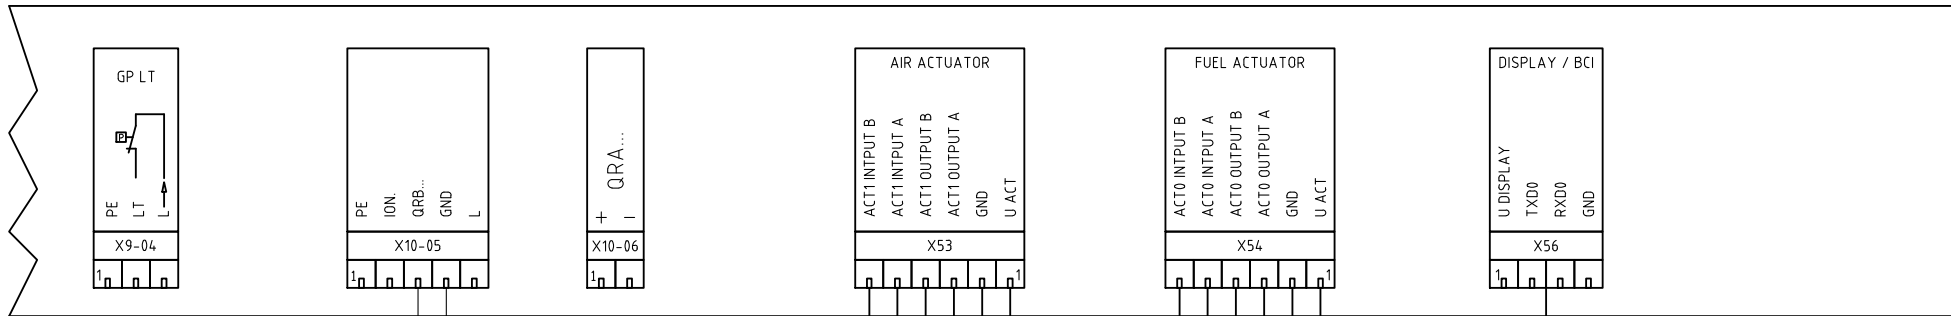 GP LT
P
PE
LT
L
X9-04
1
PE
ION.
QRB...
GND
L
X10-05
1
QRA...
+
–
X10-06
1
AIR ACTUATOR
ACT1 INTPUT B
ACT1 INTPUT A
ACT1 OUTPUT B
ACT1 OUTPUT A
GND
U ACT
X53
1
FUEL ACTUATOR
ACT0 INTPUT B
ACT0 INTPUT A
ACT0 OUTPUT B
ACT0 OUTPUT A
GND
U ACT
X54
1
DISPLAY / BCI
U DISPLAY
TXD0
RXD0
GND
X56
1